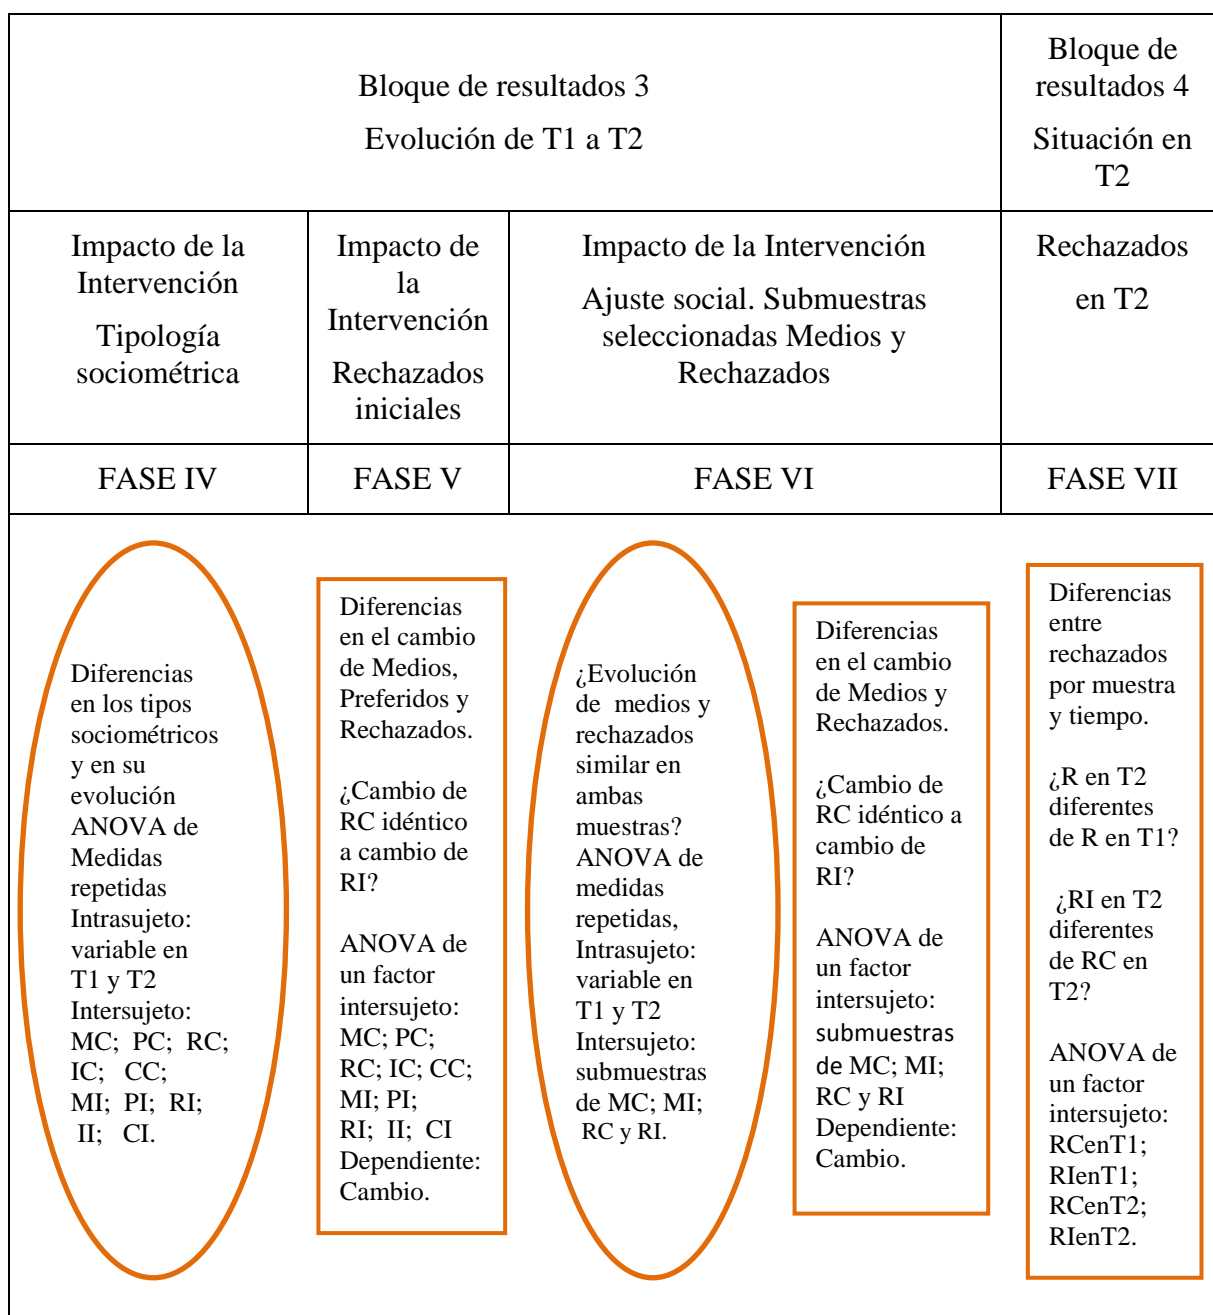 Bloque de resultados 3
Evolución de T1 a T2
Bloque de
resultados 4
Situación en
T2
Impacto de la
Intervención
Tipología
sociométrica
Impacto de
la
Intervención
Rechazados
iniciales
Impacto de la Intervención
Ajuste social. Submuestras
seleccionadas Medios y
Rechazados
Rechazados
en T2
FASE IV
FASE V
FASE VI
FASE VII
Diferencias
en los tipos
sociométricos
y en su
evolución
ANOVA de
Medidas
repetidas
Intrasujeto:
variable en
T1 y T2
Intersujeto:
MC; PC; RC;
IC; CC;
MI; PI; RI;
II; CI.
Diferencias
en el cambio
de Medios,
Preferidos y
Rechazados.
¿Cambio de
RC idéntico
a cambio de
RI?
ANOVA de
un factor
intersujeto:
MC; PC;
RC; IC; CC;
MI; PI;
RI; II; CI
Dependiente:
Cambio.
¿Evolución
de medios y
rechazados
similar en
ambas
muestras?
ANOVA de
medidas
repetidas,
Intrasujeto:
variable en
T1 y T2
Intersujeto:
submuestras
de MC; MI;
RC y RI.
Diferencias
en el cambio
de Medios y
Rechazados.
¿Cambio de
RC idéntico a
cambio de
RI?
ANOVA de
un factor
intersujeto:
submuestras
de MC; MI;
RC y RI
Dependiente:
Cambio.
Diferencias
entre
rechazados
por muestra
y tiempo.
¿R en T2
diferentes
de R en T1?
¿RI en T2
diferentes
de RC en
T2?
ANOVA de
un factor
intersujeto:
RCenT1;
RIenT1;
RCenT2;
RIenT2.